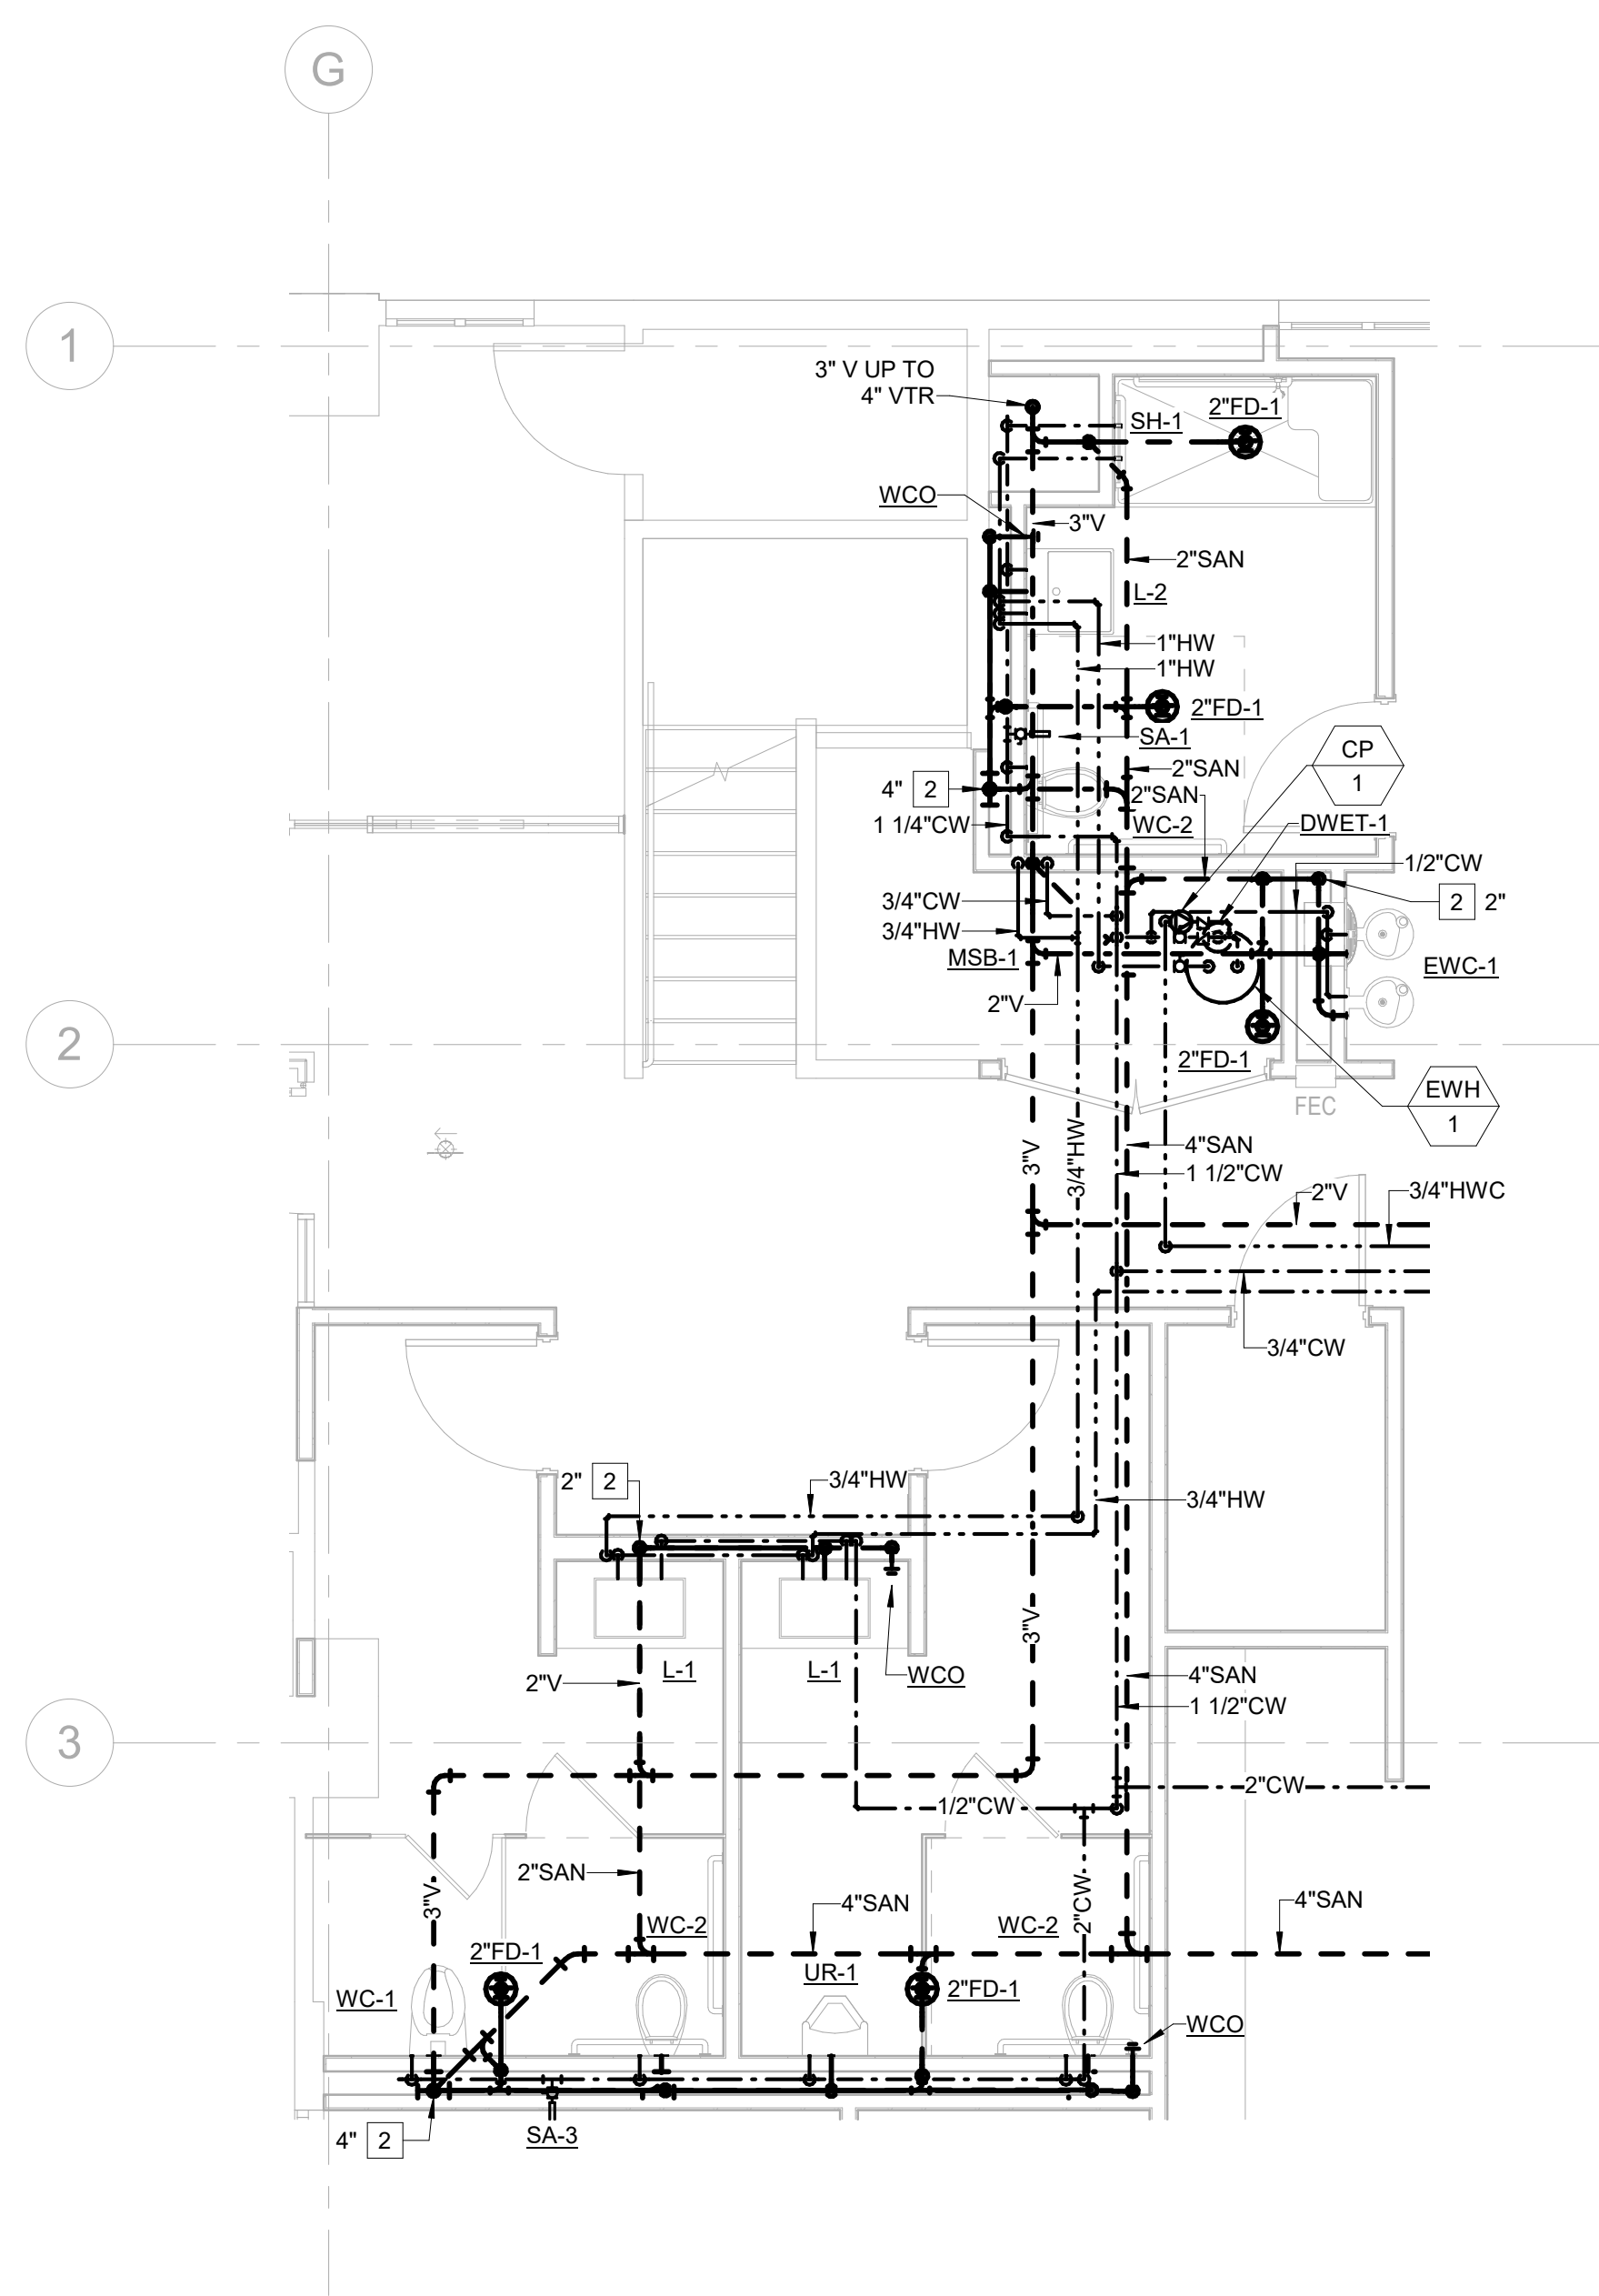 G
1
3" V UP TO
4" VTR
SH-1
2"FD-1
WCO
3"V
2"SAN
L-2
1"HW
1"HW
2"FD-1
SA-1
CP
1
2"SAN
4" 2
2"SAN
1 1/4"CW
WC-2
DWET-1
1/2"CW
3/4"CW
2 2"
3/4"HW
MSB-1
EWC-1
2"V
2
2"FD-1
EWH
1
FEC
3"V
3/4"HW
4"SAN
1 1/2"CW
2"V
3/4"HWC
3/4"CW
2" 2
3/4"HW
3/4"HW
3"V
L-1
L-1
WCO
2"V
4"SAN
1 1/2"CW
3
2"CW
1/2"CW
2"SAN
3"V
4"SAN
2"CW
4"SAN
WC-2
WC-2
2"FD-1
UR-1
2"FD-1
WC-1
WCO
4" 2
SA-3